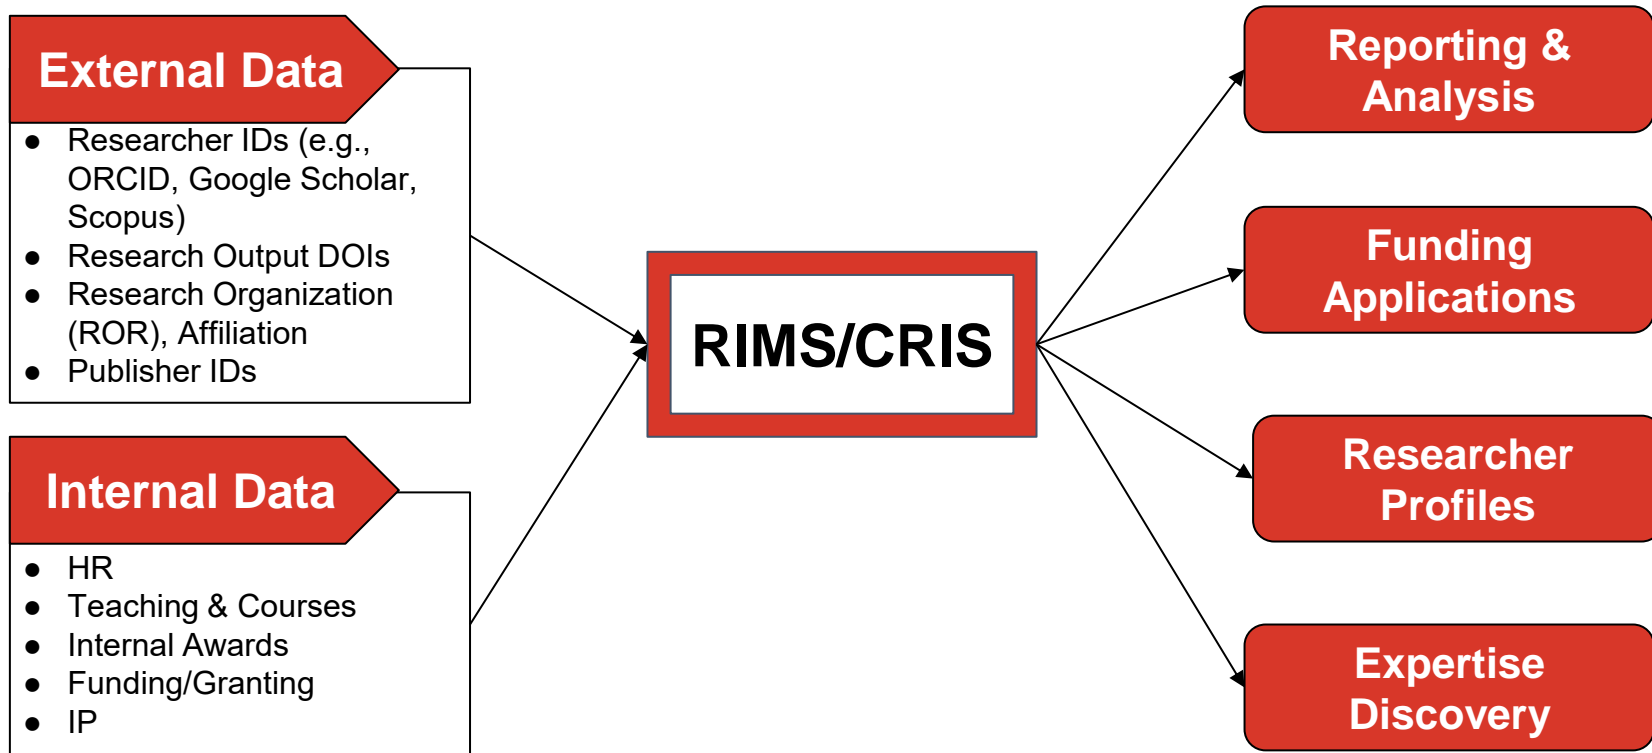 External Data
● Researcher IDs (e.g.,
ORCID, Google Scholar,
Scopus)
● Research Output DOIs
● Research Organization
(ROR), Affiliation
● Publisher IDs
Internal Data
● HR
● Teaching & Courses
● Internal Awards
● Funding/Granting
● IP
RIMS/CRIS
Reporting &
Analysis
Funding
Applications
Researcher
Profiles
Expertise
Discovery